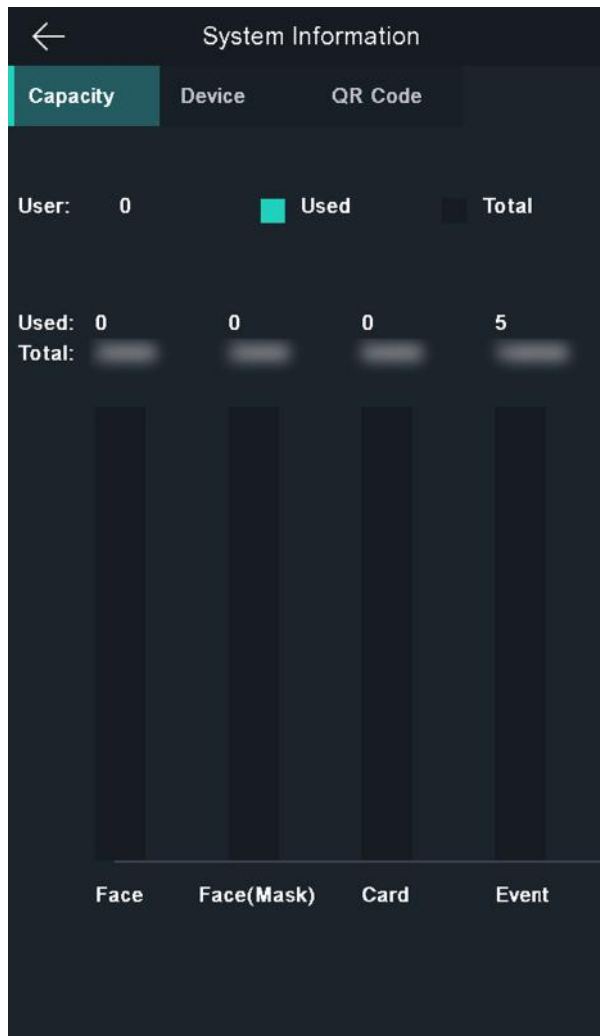 System Information
Capacity Device QR Code
User: 0 Used Total
Used: 0 0 0 5
Total:
Face Face(Mask) Card Event